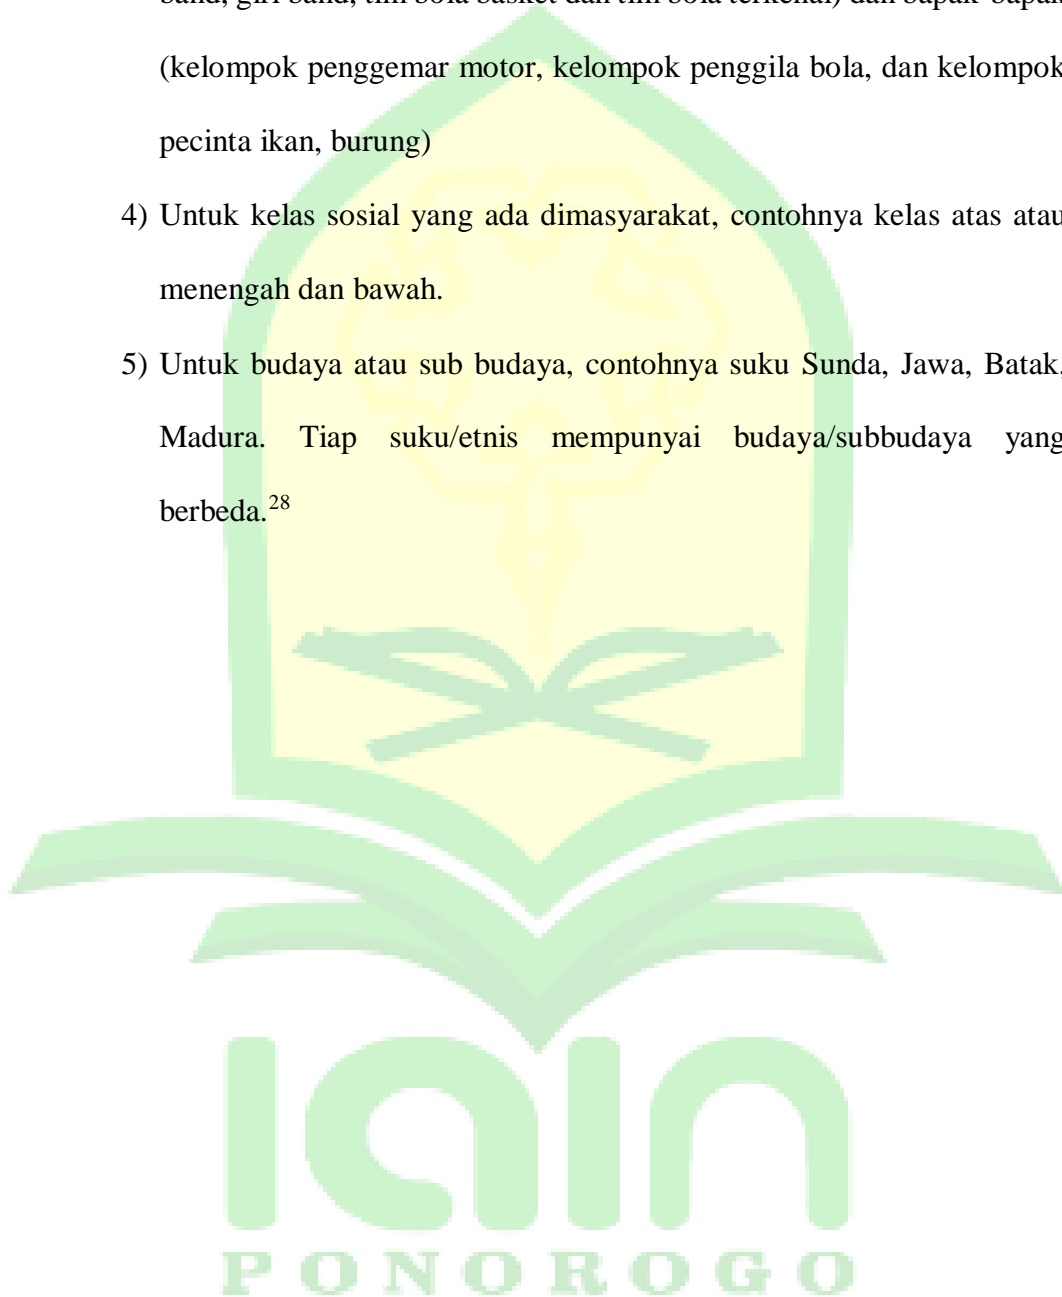 (kelompok penggemar motor, kelompok penggila bola, dan kelompok
pecinta ikan, burung)
4) Untuk kelas sosial yang ada dimasyarakat, contohnya kelas atas atau
menengah dan bawah.
5) Untuk budaya atau sub budaya, contohnya suku Sunda, Jawa, Batak,
Madura. Tiap suku/etnis mempunyai budaya/subbudaya yang
berbeda.28
iain
PONOROGO